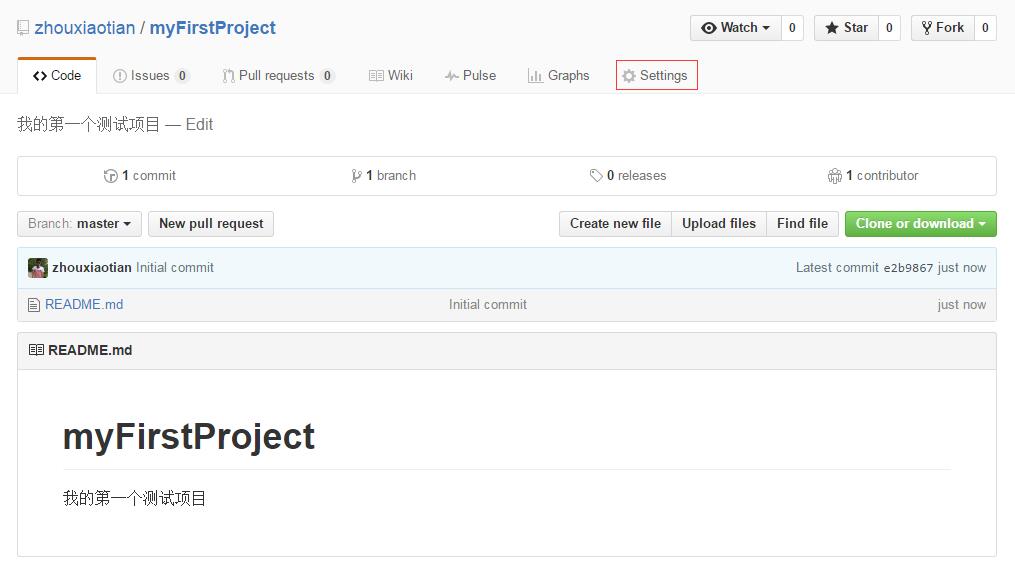 zhouxiaotian / myFirstProject
Watch 0 Star 0 Fork 0
Code Issues 0 Pull requests 0 Wiki Pulse Graphs Settings
我的第一个测试项目 — Edit
1 commit 1 branch 0 releases 1 contributor
Branch: master New pull request Create new file Upload files Find file Clone or download
zhouxiaotian Initial commit Latest commit e2b9867 just now
README.md Initial commit just now
README.md
myFirstProject
我的第一个测试项目